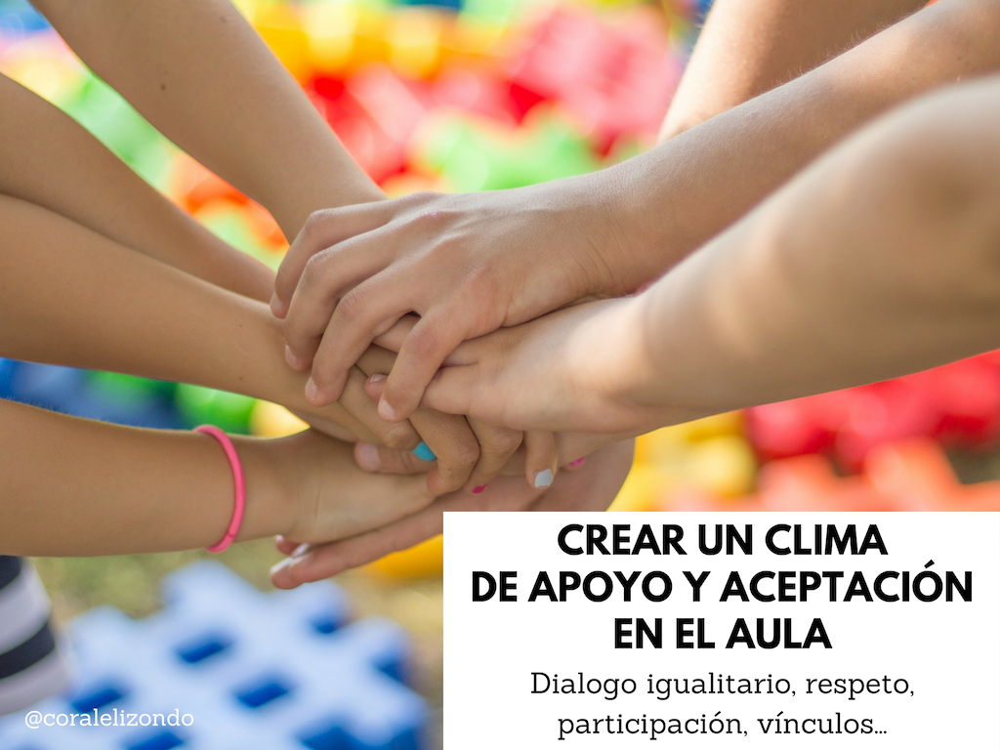 CREAR UN CLIMA
DE APOYO Y ACEPTACIÓN
EN EL AULA
Dialogo igualitario, respeto,
participación, vínculos...
@coralelizondo